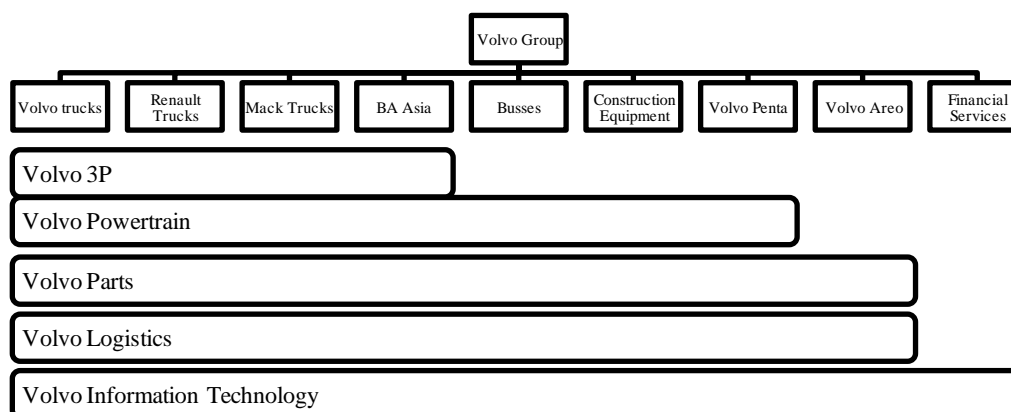 Volvo Group
Volvo trucks
Renault
Trucks
Mack Trucks
BA Asia
Busses
Construction
Equipment
Volvo Penta
Volvo Areo
Financial
Services
Volvo 3P
Volvo Powertrain
Volvo Parts
Volvo Logistics
Volvo Information Technology